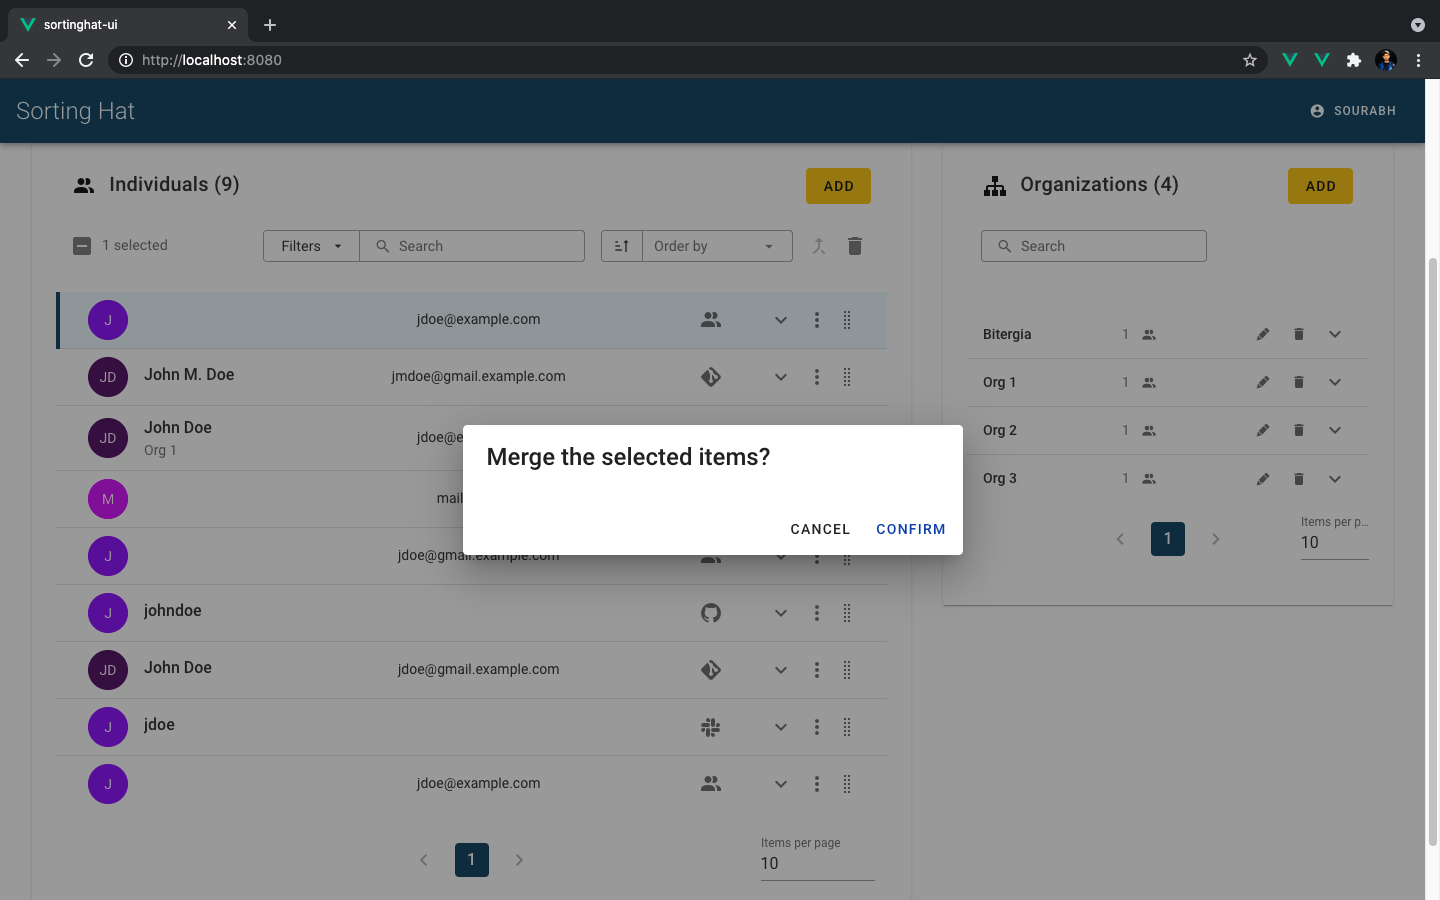 sortinghat-ui
http://localhost:8080
Sorting Hat
SOURABH
Individuals (9)
ADD
1 selected
Filters
Search
Order by
J
jdoe@example.com
JD
John M. Doe
jmdoe@gmail.example.com
JD
John Doe
Org 1
jdoe@e
M
mail
J
jdoe@gmail.example.com
J
johndoe
JD
John Doe
jdoe@gmail.example.com
J
jdoe
J
jdoe@example.com
1
Items per page
10
Organizations (4)
ADD
Search
Bitergia
1
Org 1
1
Org 2
1
Org 3
1
1
Items per p...
10
Merge the selected items?
CANCEL
CONFIRM